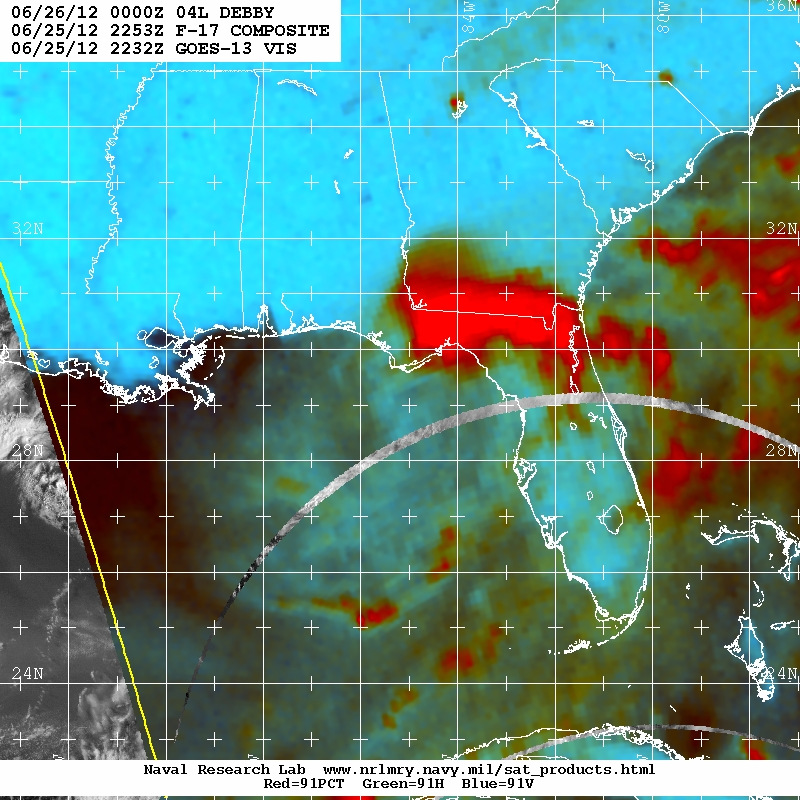 06/26/12 0000Z 04L DEBBY
06/25/12 2253Z F-17 COMPOSITE
06/25/12 2232Z GOES-13 VIS
84W
80W
36N
32N
32N
28N
28N
24N
24N
Naval Research Lab www.nrlmry.navy.mil/sat_products.html
Red=91PCT Green=91H Blue=91V